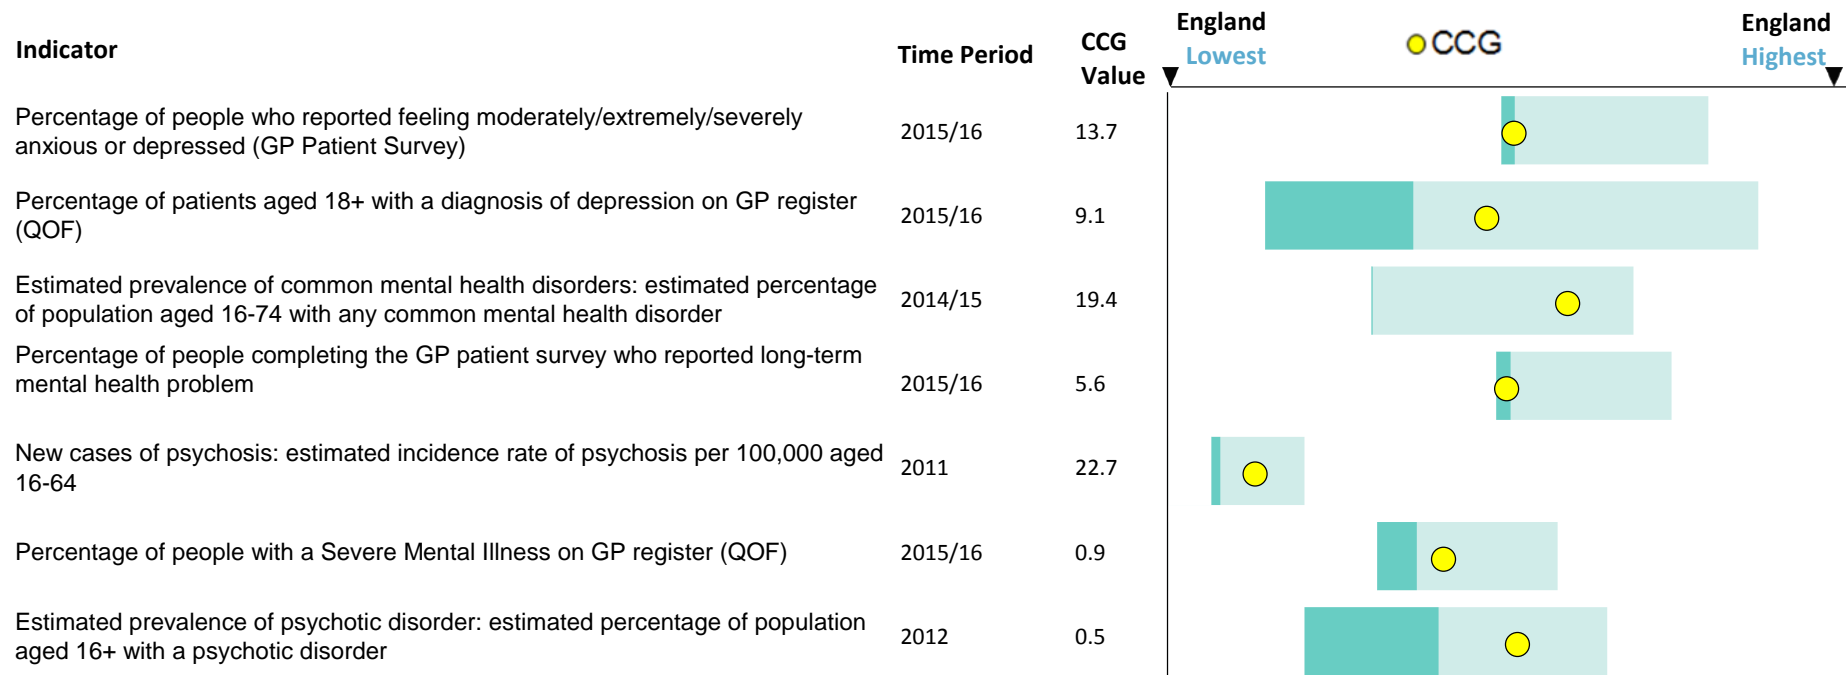 Indicator
Time Period
CCG
Value
England
Lowest
CCG
England
Highest
Percentage of people who reported feeling moderately/extremely/severely
anxious or depressed (GP Patient Survey)
2015/16
13.7
Percentage of patients aged 18+ with a diagnosis of depression on GP register
(QOF)
2015/16
9.1
Estimated prevalence of common mental health disorders: estimated percentage
of population aged 16-74 with any common mental health disorder
2014/15
19.4
Percentage of people completing the GP patient survey who reported long-term
mental health problem
2015/16
5.6
New cases of psychosis: estimated incidence rate of psychosis per 100,000 aged
16-64
2011
22.7
Percentage of people with a Severe Mental Illness on GP register (QOF)
2015/16
0.9
Estimated prevalence of psychotic disorder: estimated percentage of population
aged 16+ with a psychotic disorder
2012
0.5